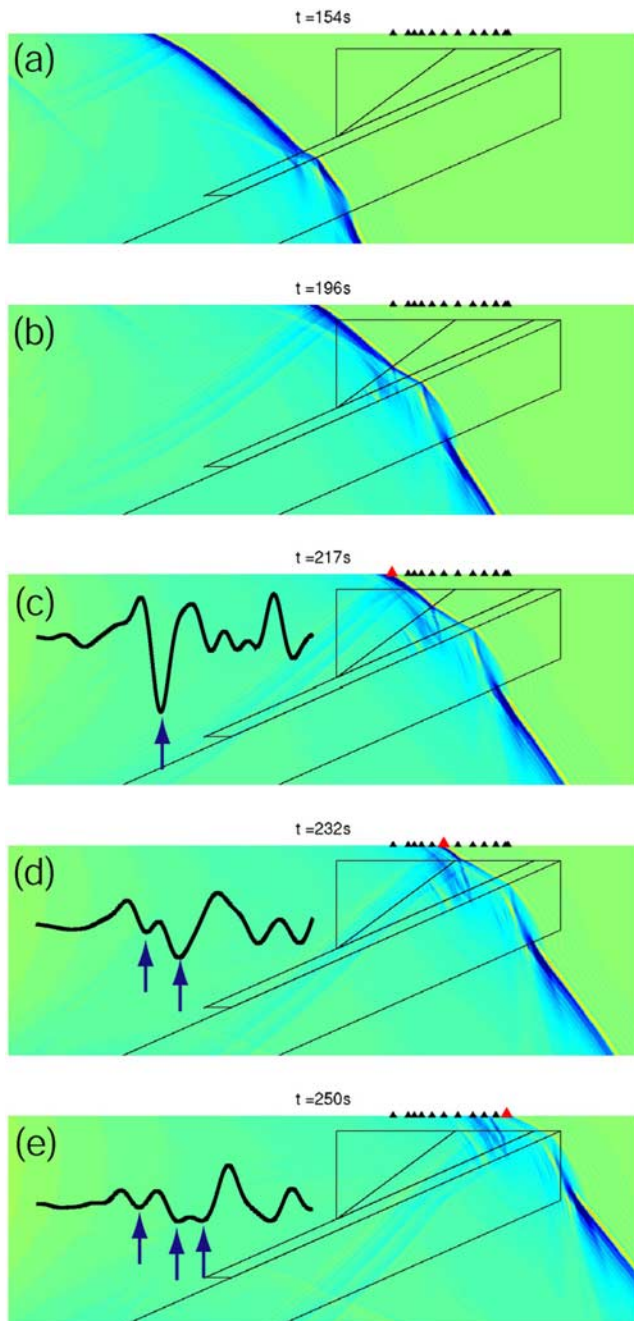 t =154s
(a)
t =196s
(b)
t =217s
(c)
t =232s
(d)
t =250s
(e)